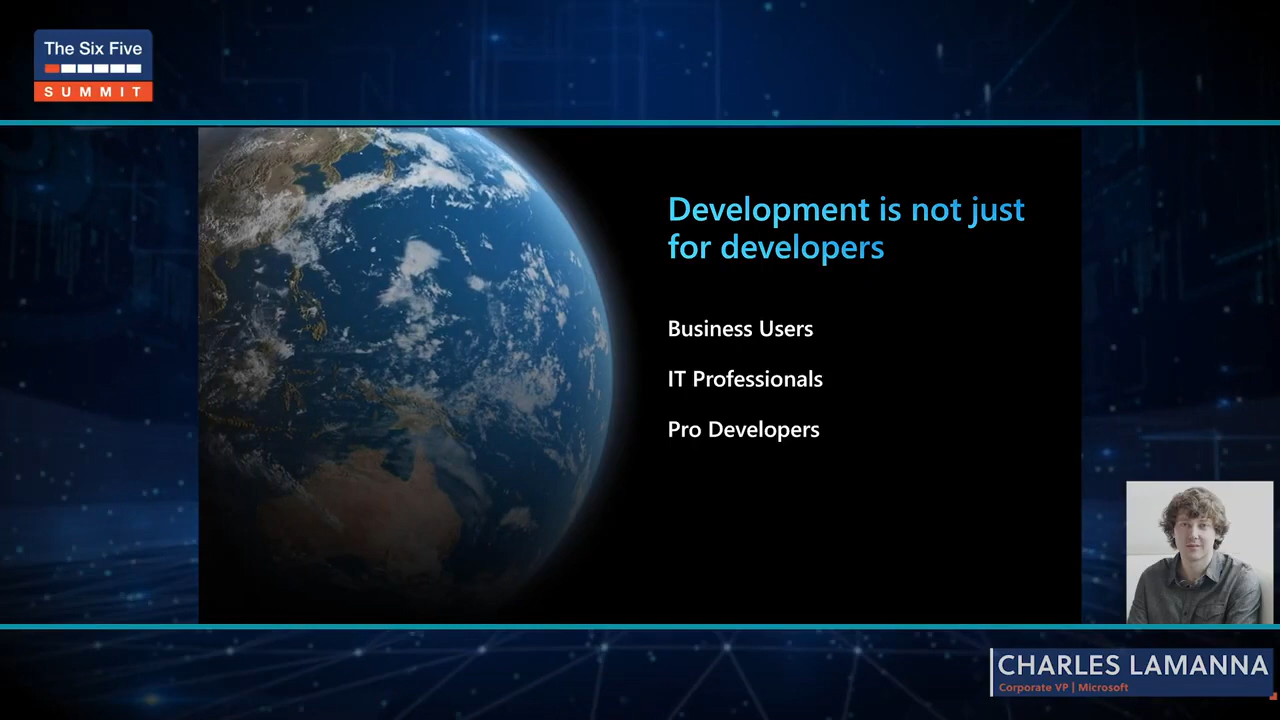 The Six Five
SUMMIT
Development is not just
for developers
Business Users
IT Professionals
Pro Developers
CHARLES LAMANNA
Corporate VP | Microsoft